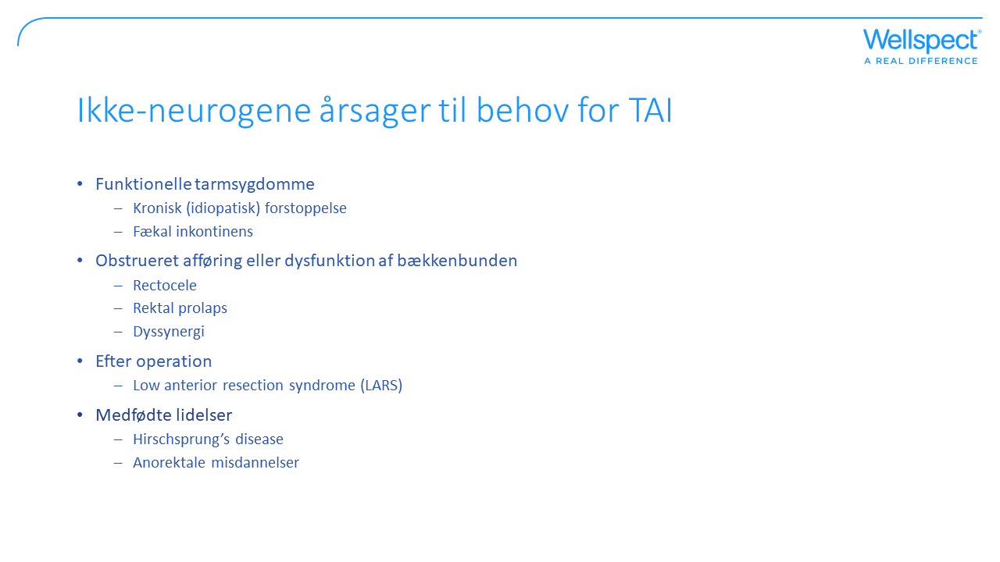 Wellspect®
A REAL DIFFERENCE
Ikke-neurogene årsager til behov for TAI
• Funktionelle tarmsygdomme
– Kronisk (idiopatisk) forstoppelse
– Fækal inkontinens
• Obstrueret afføring eller dysfunktion af bækkenbunden
– Rectocele
– Rektal prolaps
– Dyssynergi
• Efter operation
– Low anterior resection syndrome (LARS)
• Medfødte lidelser
– Hirschsprung’s disease
– Anorektale misdannelser